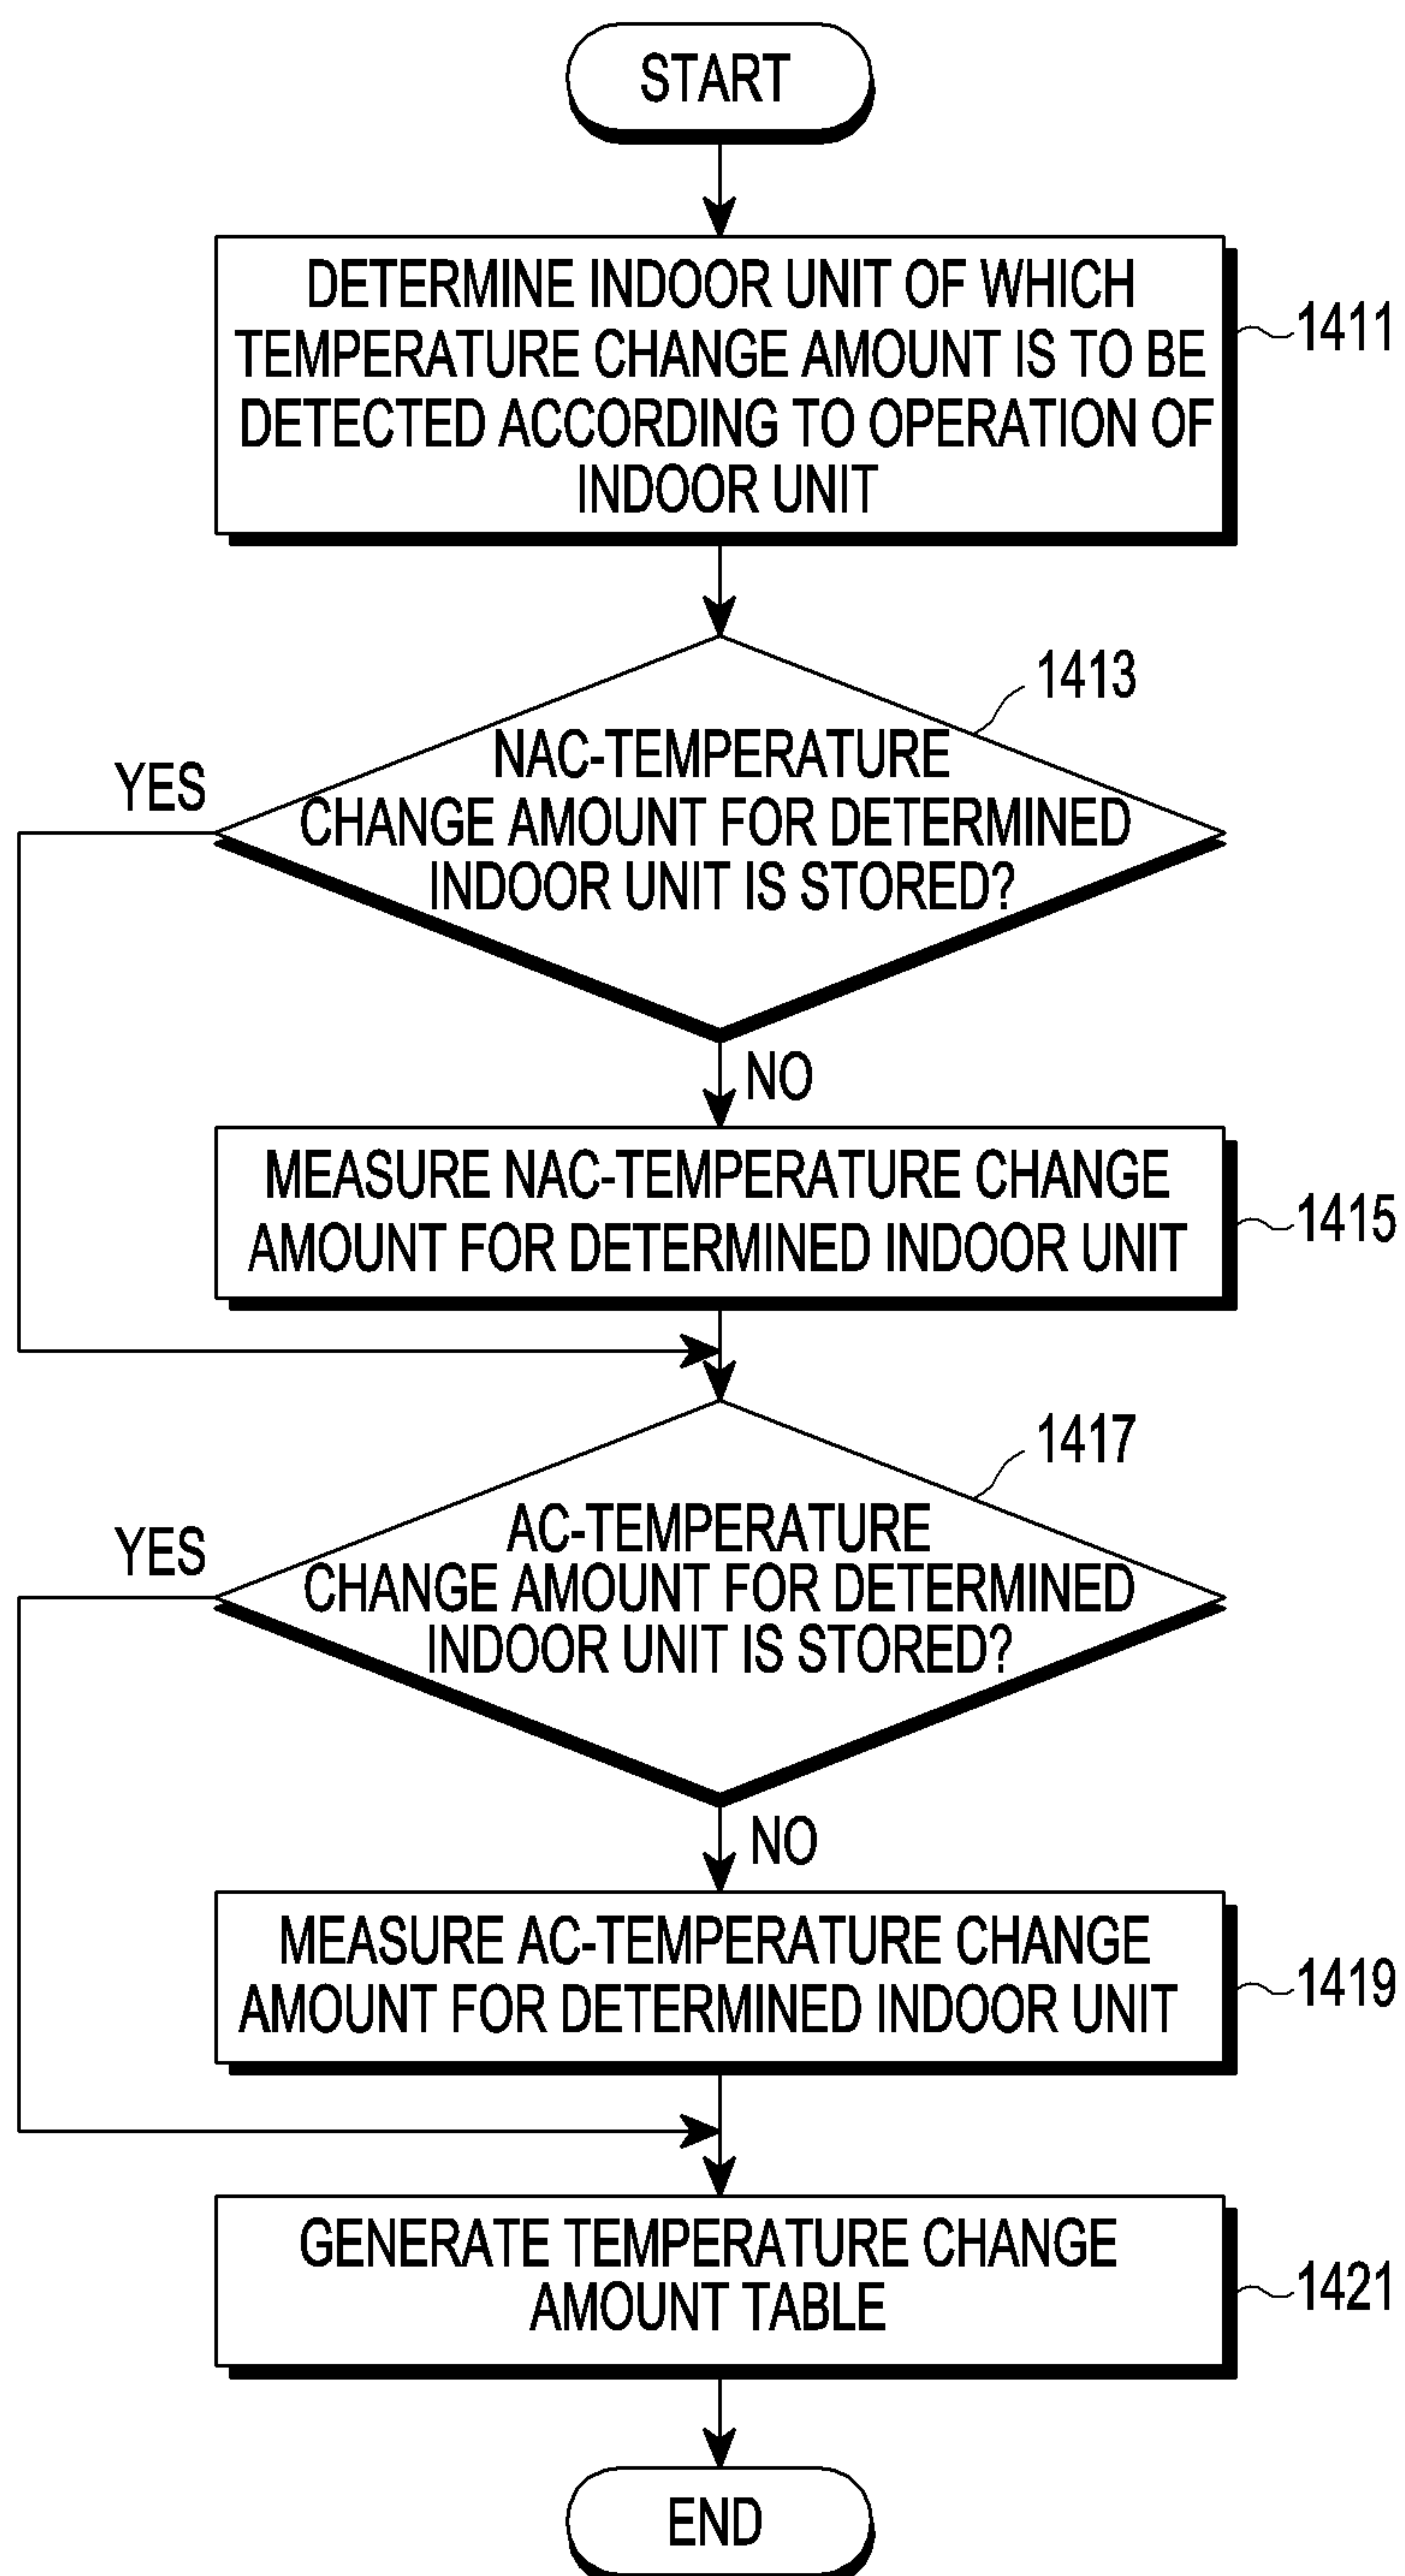 START
DETERMINE INDOOR UNIT OF WHICH
TEMPERATURE CHANGE AMOUNT IS TO BE
DETECTED ACCORDING TO OPERATION OF
INDOOR UNIT
1411
1413
NAC-TEMPERATURE
CHANGE AMOUNT FOR DETERMINED
INDOOR UNIT IS STORED?
YES
NO
MEASURE NAC-TEMPERATURE CHANGE
AMOUNT FOR DETERMINED INDOOR UNIT
1415
1417
AC-TEMPERATURE
CHANGE AMOUNT FOR DETERMINED
INDOOR UNIT IS STORED?
YES
NO
MEASURE AC-TEMPERATURE CHANGE
AMOUNT FOR DETERMINED INDOOR UNIT
1419
GENERATE TEMPERATURE CHANGE
AMOUNT TABLE
1421
END